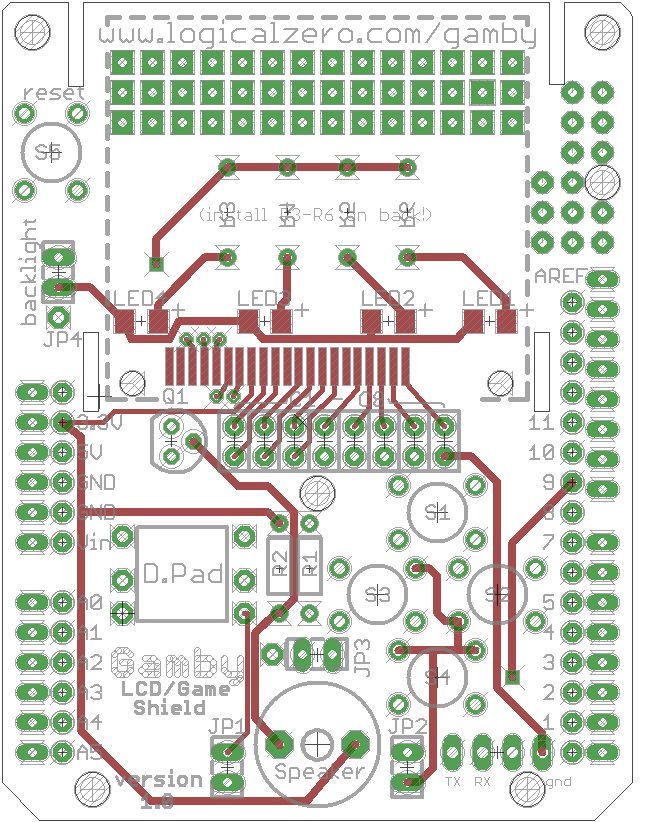 www.logicalzero.com/gamby
reset
S5
R3 R4 R5 R6
(install R3-R6 on back!)
backlight
AREF
LED4 LED3 LED2 LED1
+ + + +
JP4
Q1
C8
3.3V
5V
GND
GND
Vin
11
10
9
8
7
S1
D.Pad
R2 R1
S3
S2
A0
A1
A2
A3
A4
A5
5
4
3
2
1
JP3
S4
Gamby
LCD/Game
Shield
JP1
JP2
Speaker
version
1.0
TX RX gnd